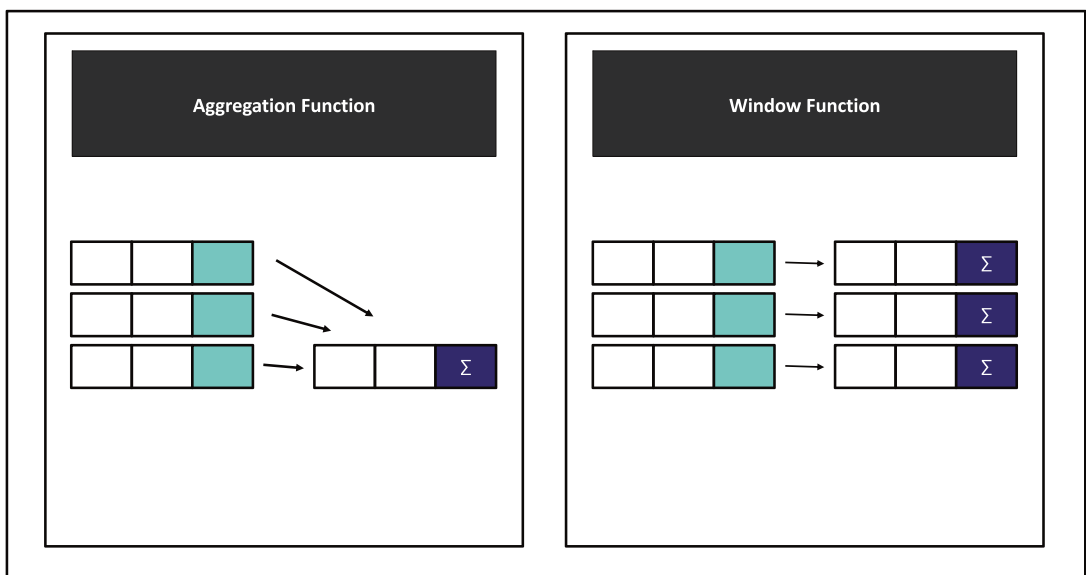 Aggregation Function
Window Function
Σ
Σ
Σ
Σ